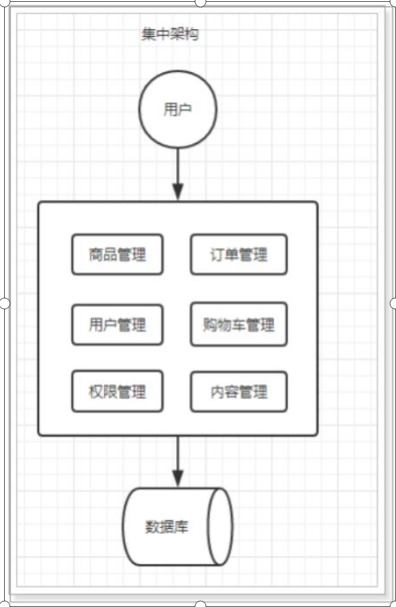 集中架构
用户
商品管理
订单管理
用户管理
购物车管理
权限管理
内容管理
数据库